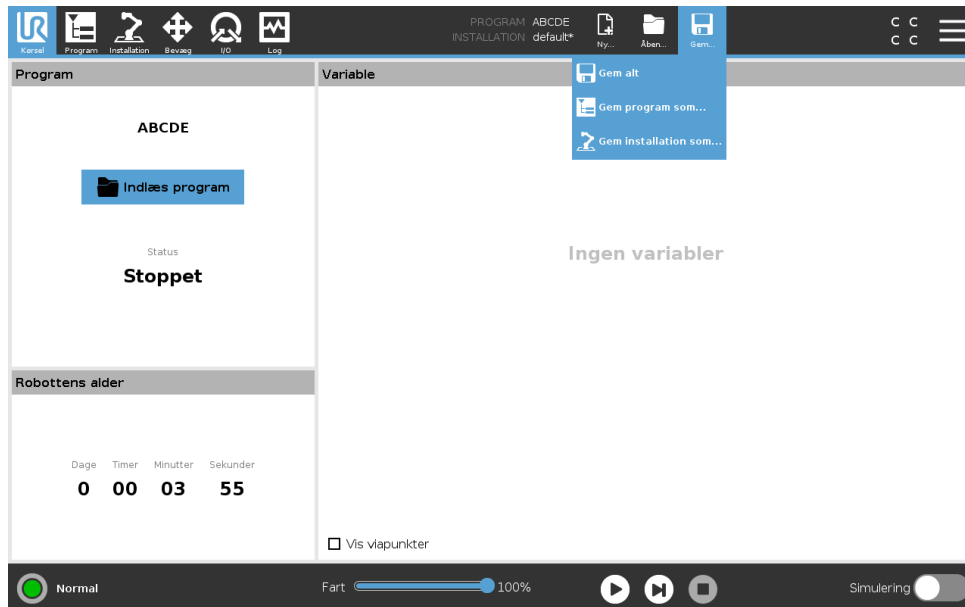 PROGRAM ABCDE
INSTALLATION default*
C C
C C
Kørsel Program Installation Bevæg I/O Log Ny... Åben... Gem...
Program
Variable
Gem alt
Gem program som...
Gem installation som...
ABCDE
Indlæs program
Status
Stoppet
Ingen variabler
Robottens alder
Dage Timer Minutter Sekunder
0 00 03 55
Vis viapunkter
Normal
Fart 100%
Simulering